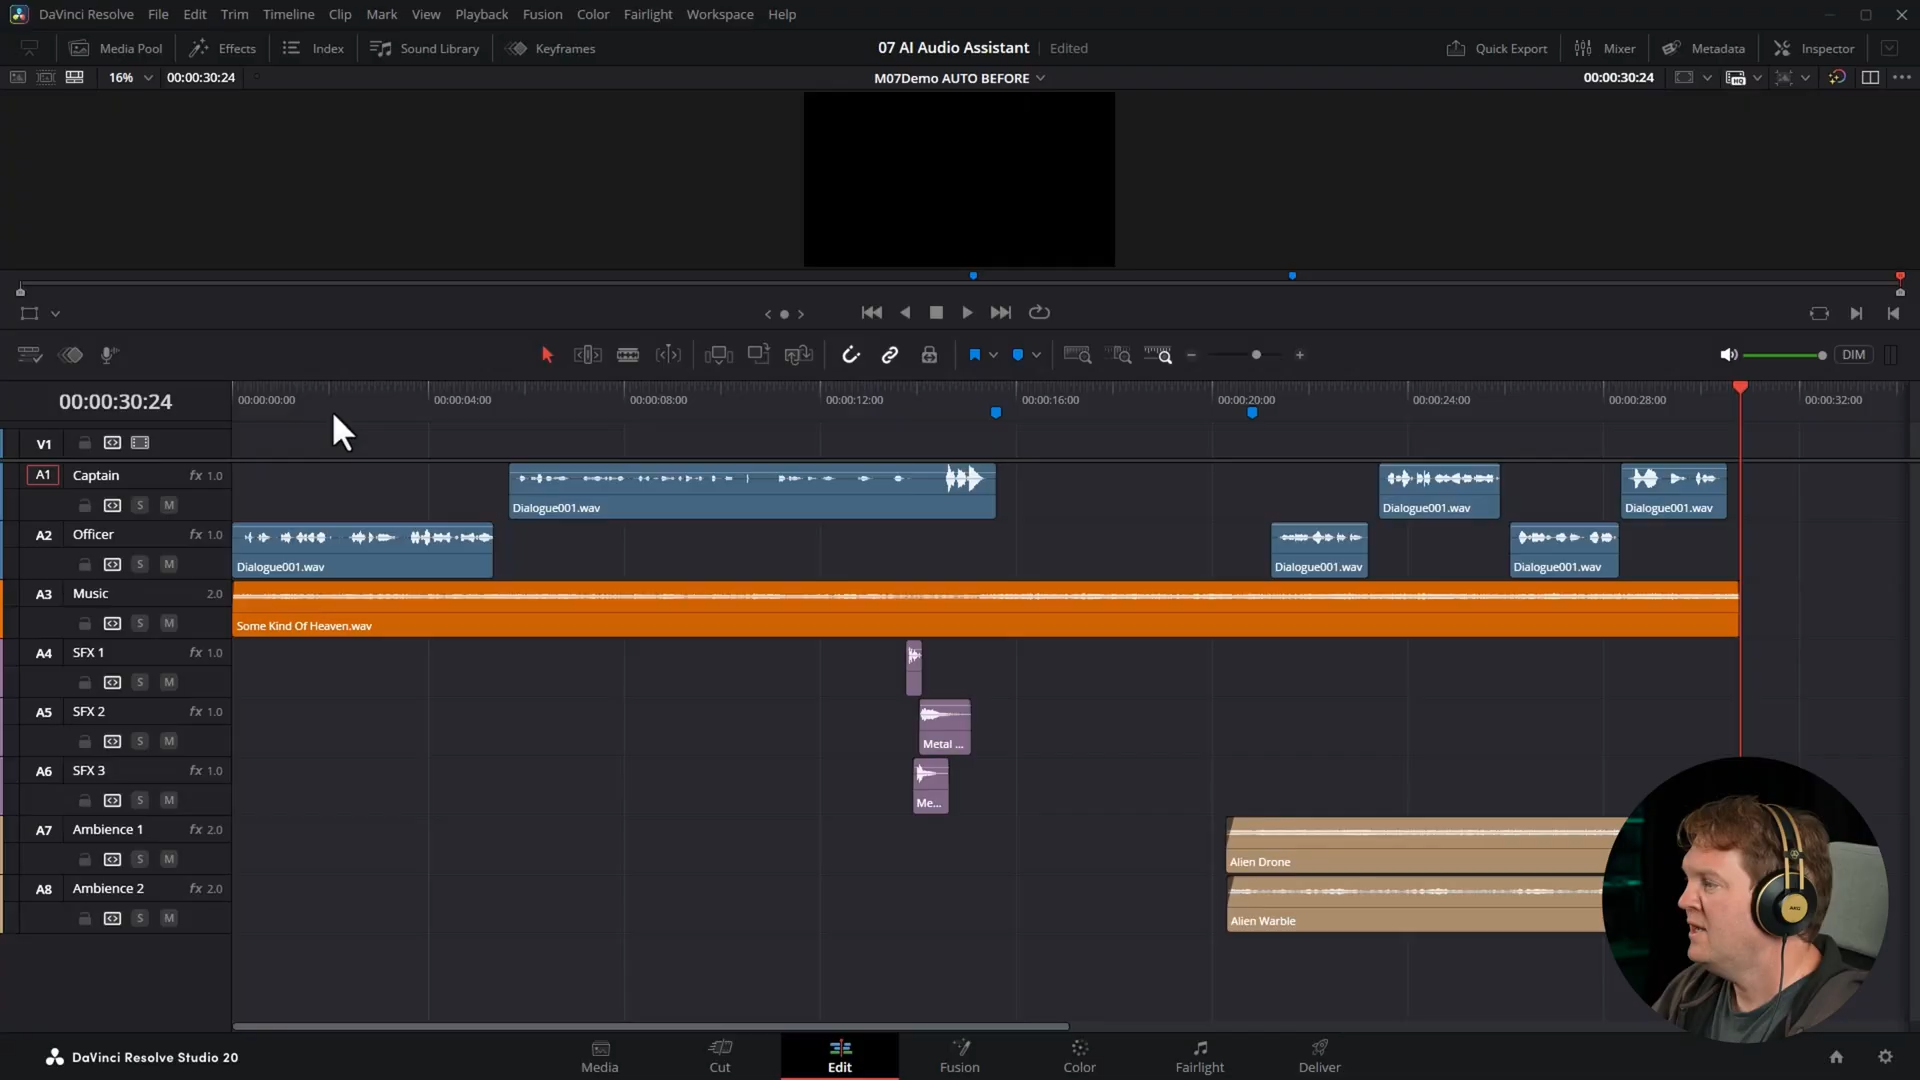 DaVinci Resolve File Edit Trim Timeline Clip Mark View Playback Fusion Color Fairlight Workspace Help
Media Pool Effects Index Sound Library Keyframes 07 AI Audio Assistant Edited Quick Export Mixer Metadata Inspector
16% 00:00:30:24 M07Demo AUTO BEFORE 00:00:30:24
DIM
00:00:30:24 00:00:00:00 00:00:04:00 00:00:08:00 00:00:12:00 00:00:16:00 00:00:20:00 00:00:24:00 00:00:28:00 00:00:32:00
V1
A1 Captain fx 1.0
S M Dialogue001.wav Dialogue001.wav Dialogue001.wav
A2 Officer fx 1.0
S M Dialogue001.wav Dialogue001.wav Dialogue001.wav
A3 Music 2.0
S M Some Kind Of Heaven.wav
A4 SFX 1 fx 1.0
S M
A5 SFX 2 fx 1.0
S M Metal ...
A6 SFX 3 fx 1.0
S M Me...
A7 Ambience 1 fx 2.0
S M Alien Drone
A8 Ambience 2 fx 2.0
S M Alien Warble
DaVinci Resolve Studio 20 Media Cut Edit Fusion Color Fairlight Deliver